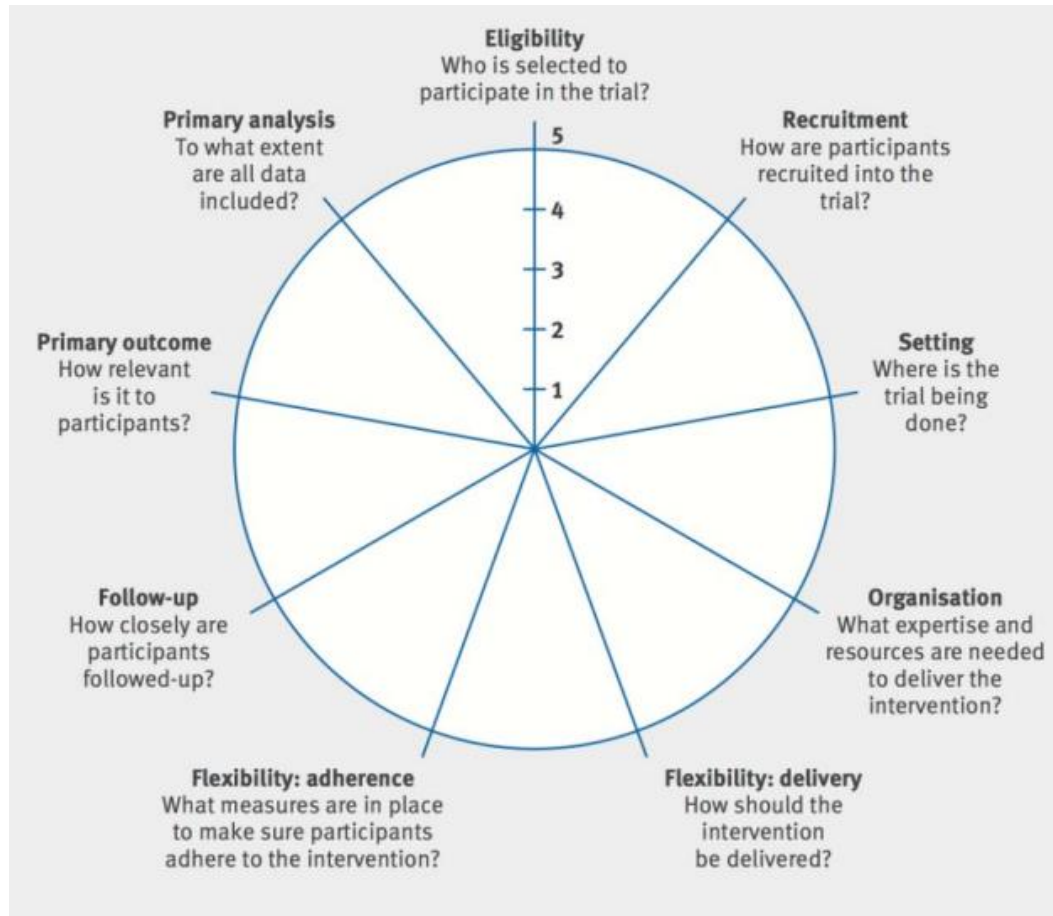 Eligibility
Who is selected to
participate in the trial?
Primary analysis
To what extent
are all data
included?
Recruitment
How are participants
recruited into the
trial?
5
4
3
2
1
Primary outcome
How relevant
is it to
participants?
Setting
Where is the
trial being
done?
Follow-up
How closely are
participants
followed-up?
Organisation
What expertise and
resources are needed
to deliver the
intervention?
Flexibility: adherence
What measures are in place
to make sure participants
adhere to the intervention?
Flexibility: delivery
How should the
intervention
be delivered?